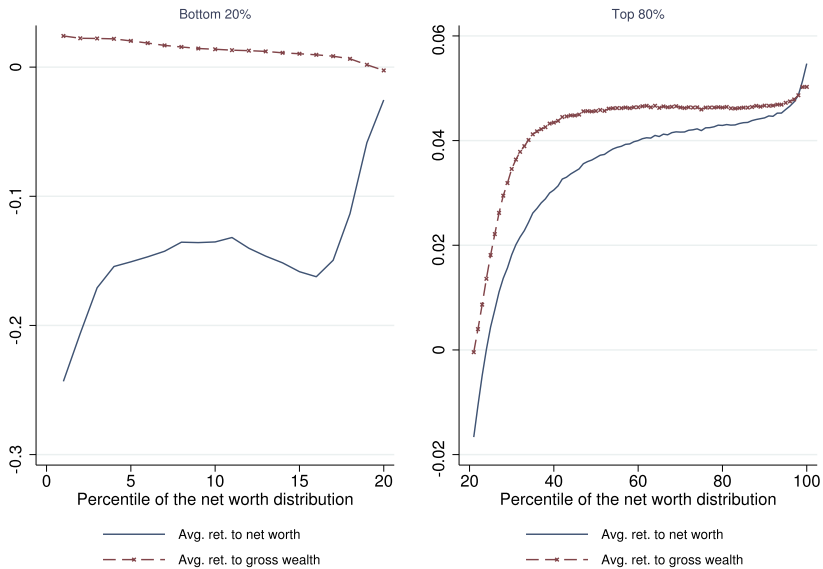 Bottom 20%
0
-0.1
-0.2
-0.3
0 5 10 15 20
Percentile of the net worth distribution
Avg. ret. to net worth
Avg. ret. to gross wealth
Top 80%
0.06
0.04
0.02
0
-0.02
20 40 60 80 100
Percentile of the net worth distribution
Avg. ret. to net worth
Avg. ret. to gross wealth